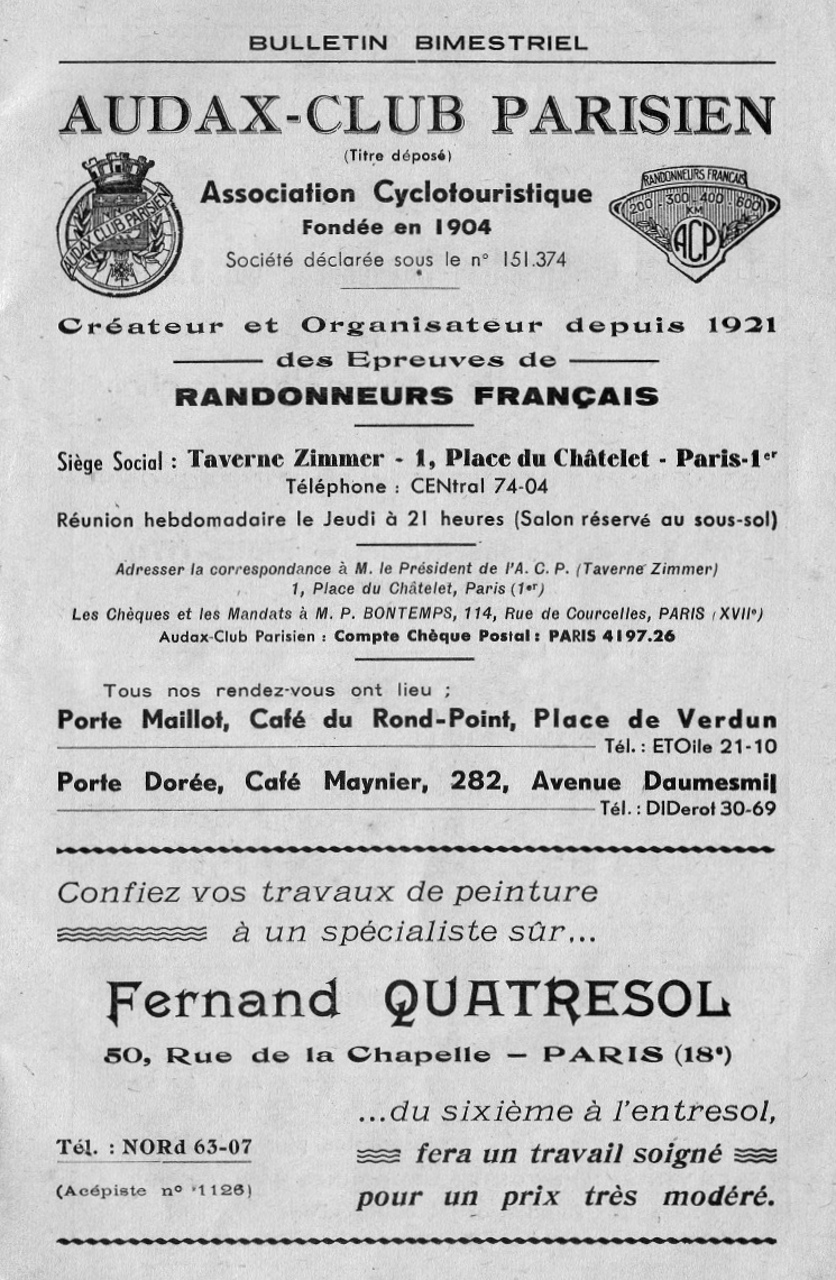 BULLETIN BIMESTRIEL
AUDAX-CLUB PARISIEN
(Titre déposé)
Association Cyclotouristique
Fondée en 1904
Société déclarée sous le n° 151.374
AUDAX CLUB PARISIEN
RANDONNEURS FRANÇAIS
200 - 300 - 400 - 600
KM
ACP
Créateur et Organisateur depuis 1921
des Epreuves de
RANDONNEURS FRANÇAIS
Siège Social : Taverne Zimmer - 1, Place du Châtelet - Paris-1er
Téléphone : CENtral 74-04
Réunion hebdomadaire le Jeudi à 21 heures (Salon réservé au sous-sol)
Adresser la correspondance à M. le Président de l'A. C. P. (Taverne Zimmer)
1, Place du Châtelet, Paris (1er)
Les Chèques et les Mandats à M. P. BONTEMPS, 114, Rue de Courcelles, PARIS (XVIIe)
Audax-Club Parisien : Compte Chèque Postal : PARIS 4197.26
Tous nos rendez-vous ont lieu ;
Porte Maillot, Café du Rond-Point, Place de Verdun
Tél. : ETOile 21-10
Porte Dorée, Café Maynier, 282, Avenue Daumesmil
Tél. : DIDerot 30-69
Confiez vos travaux de peinture
à un spécialiste sûr...
Fernand QUATRESOL
50, Rue de la Chapelle — PARIS (18e)
...du sixième à l'entresol,
Tél. : NORd 63-07
fera un travail soigné
(Acépiste n° 1126)
pour un prix très modéré.